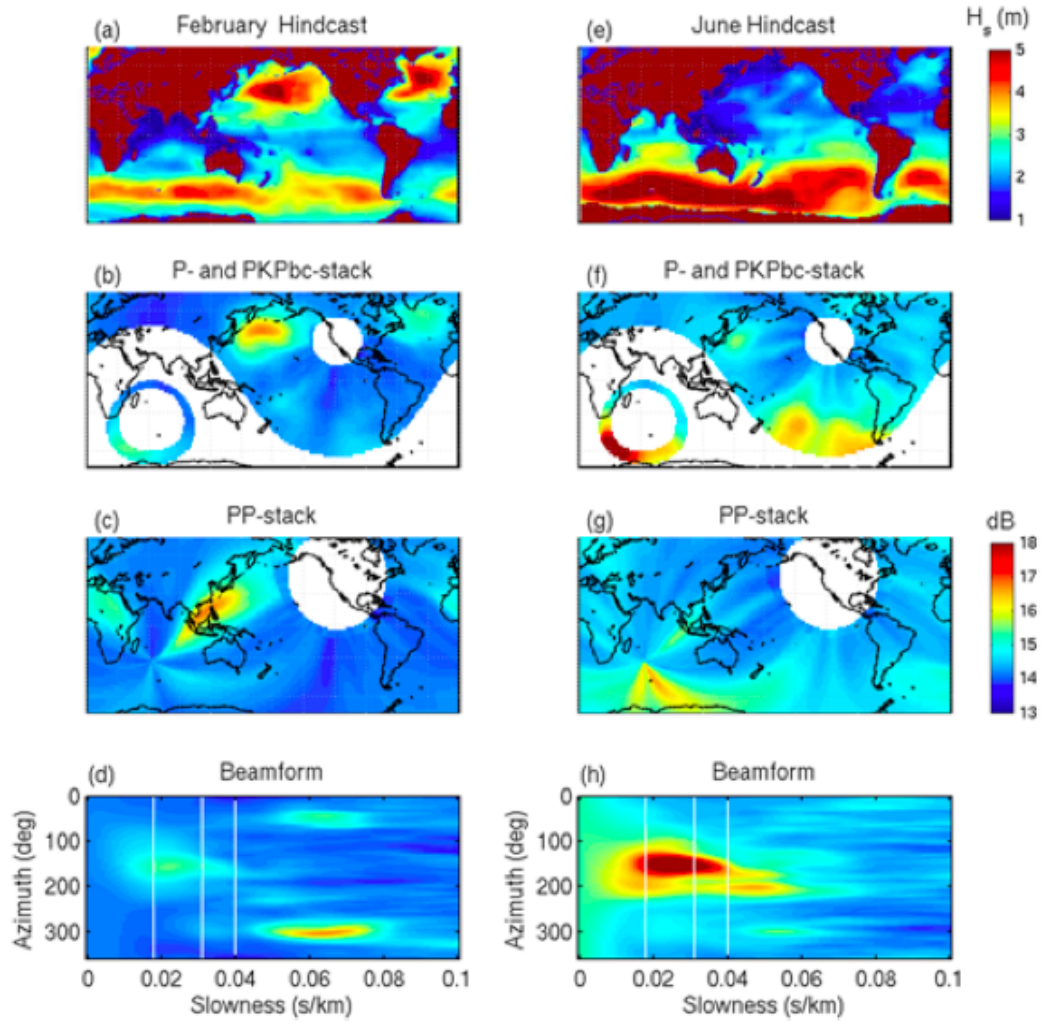 (a) February Hindcast
(e) June Hindcast
H_s (m)
5
4
3
2
1
(b) P- and PKPbc-stack
(f) P- and PKPbc-stack
(c) PP-stack
(g) PP-stack
dB
18
17
16
15
14
13
(d) Beamform
(h) Beamform
Azimuth (deg)
0
100
200
300
0 0.02 0.04 0.06 0.08 0.1
Slowness (s/km)
Azimuth (deg)
0
100
200
300
0 0.02 0.04 0.06 0.08 0.1
Slowness (s/km)